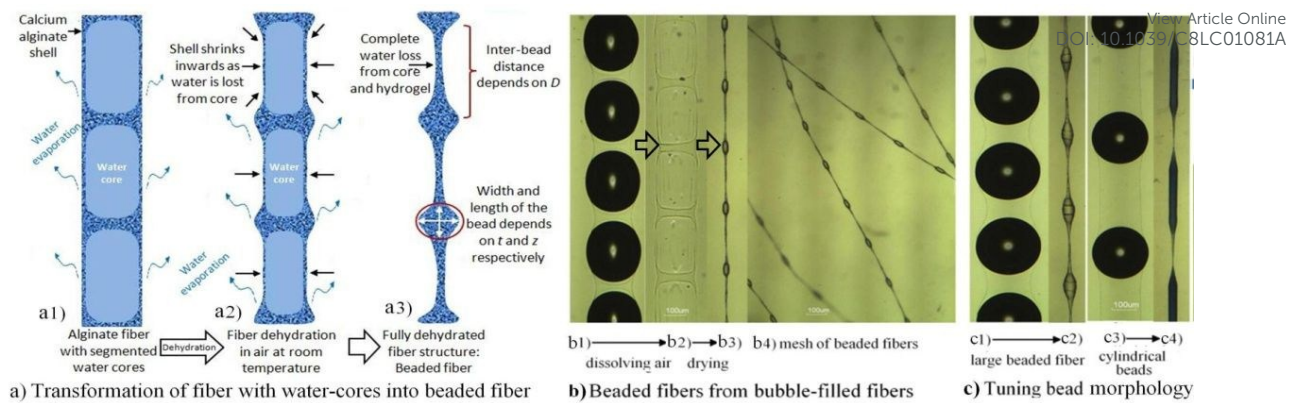 View Article Online
DOI: 10.1039/C8LC01081A
Calcium
alginate
shell
Water
evaporation
Water
core
a1)
Alginate fiber
with segmented
water cores
Dehydration
Shell shrinks
inwards as
water is lost
from core
Water
core
Water
evaporation
a2)
Fiber dehydration
in air at room
temperature
Complete
water loss
from core
and hydrogel
Inter-bead
distance
depends on D
Width and
length of the
bead depends
on t and z
respectively
a3)
Fully dehydrated
fiber structure:
Beaded fiber
a) Transformation of fiber with water-cores into beaded fiber
100um
100um
b1) b2) b3) b4) mesh of beaded fibers
dissolving air drying
b) Beaded fibers from bubble-filled fibers
100um
100um
c1) c2)
large beaded fiber
c3) c4)
cylindrical
beads
c) Tuning bead morphology